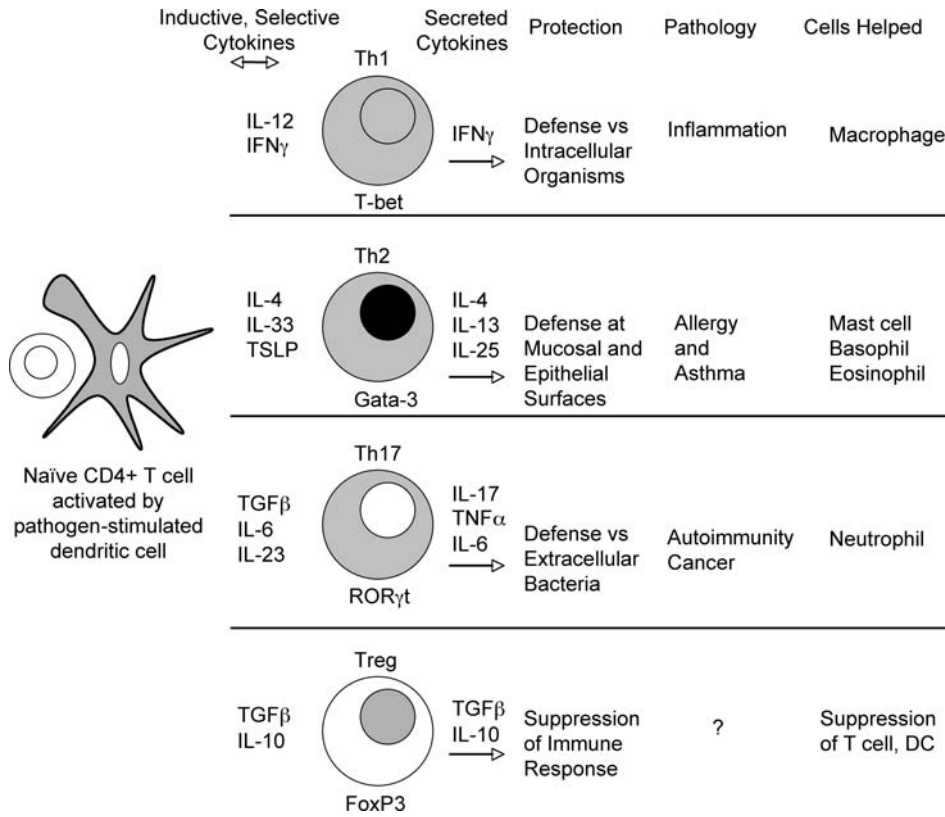 Inductive, Selective
Cytokines
Secreted
Cytokines
Protection
Pathology
Cells Helped
Th1
IL-12
IFNγ
IFNγ
Defense vs
Intracellular
Organisms
Inflammation
Macrophage
T-bet
Th2
IL-4
IL-33
TSLP
IL-4
IL-13
IL-25
Defense at
Mucosal and
Epithelial
Surfaces
Allergy
and
Asthma
Mast cell
Basophil
Eosinophil
Gata-3
Naïve CD4+ T cell
activated by
pathogen-stimulated
dendritic cell
Th17
TGFβ
IL-6
IL-23
IL-17
TNFα
IL-6
Defense vs
Extracellular
Bacteria
Autoimmunity
Cancer
Neutrophil
RORγt
Treg
TGFβ
IL-10
TGFβ
IL-10
Suppression
of Immune
Response
?
Suppression
of T cell, DC
FoxP3